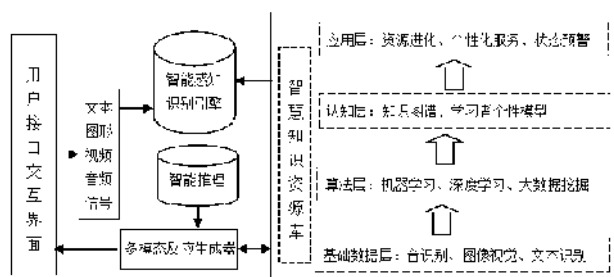 用户接口交互界面
文本
图形
视频
音频
信号
智能感知
识别引擎
智能推理
多模态反应生成器
智慧知识资源库
应用层：资源进化、个性化服务、状态预警
认知层：知识图谱、学习者个性模型
算法层：机器学习、深度学习、大数据挖掘
基础数据层：音识别、图像视觉、文本识别